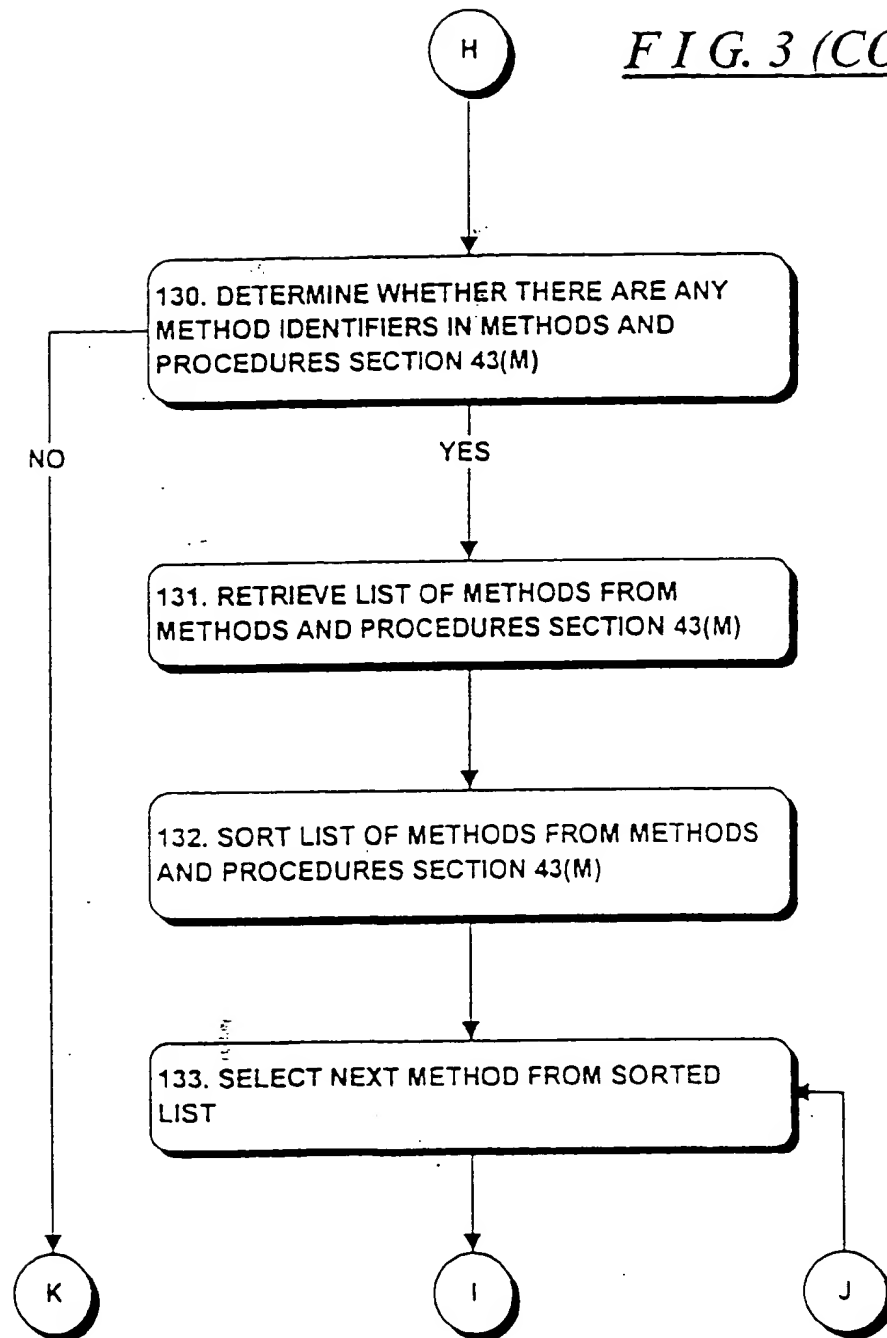 H
F I G. 3 (CO
130. DETERMINE WHETHER THERE ARE ANY
METHOD IDENTIFIERS IN METHODS AND
PROCEDURES SECTION 43(M)
NO
YES
131. RETRIEVE LIST OF METHODS FROM
METHODS AND PROCEDURES SECTION 43(M)
132. SORT LIST OF METHODS FROM METHODS
AND PROCEDURES SECTION 43(M)
133. SELECT NEXT METHOD FROM SORTED
LIST
K
I
J